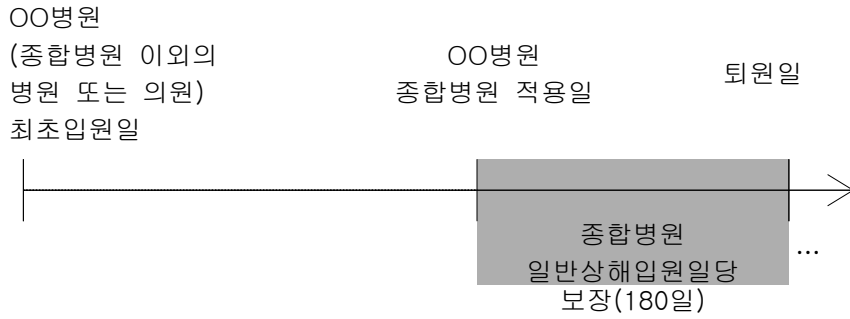 OO병원
(종합병원 이외의
병원 또는 의원)
최초입원일
OO병원
종합병원 적용일
퇴원일
종합병원
일반상해입원일당
보장(180일)
...